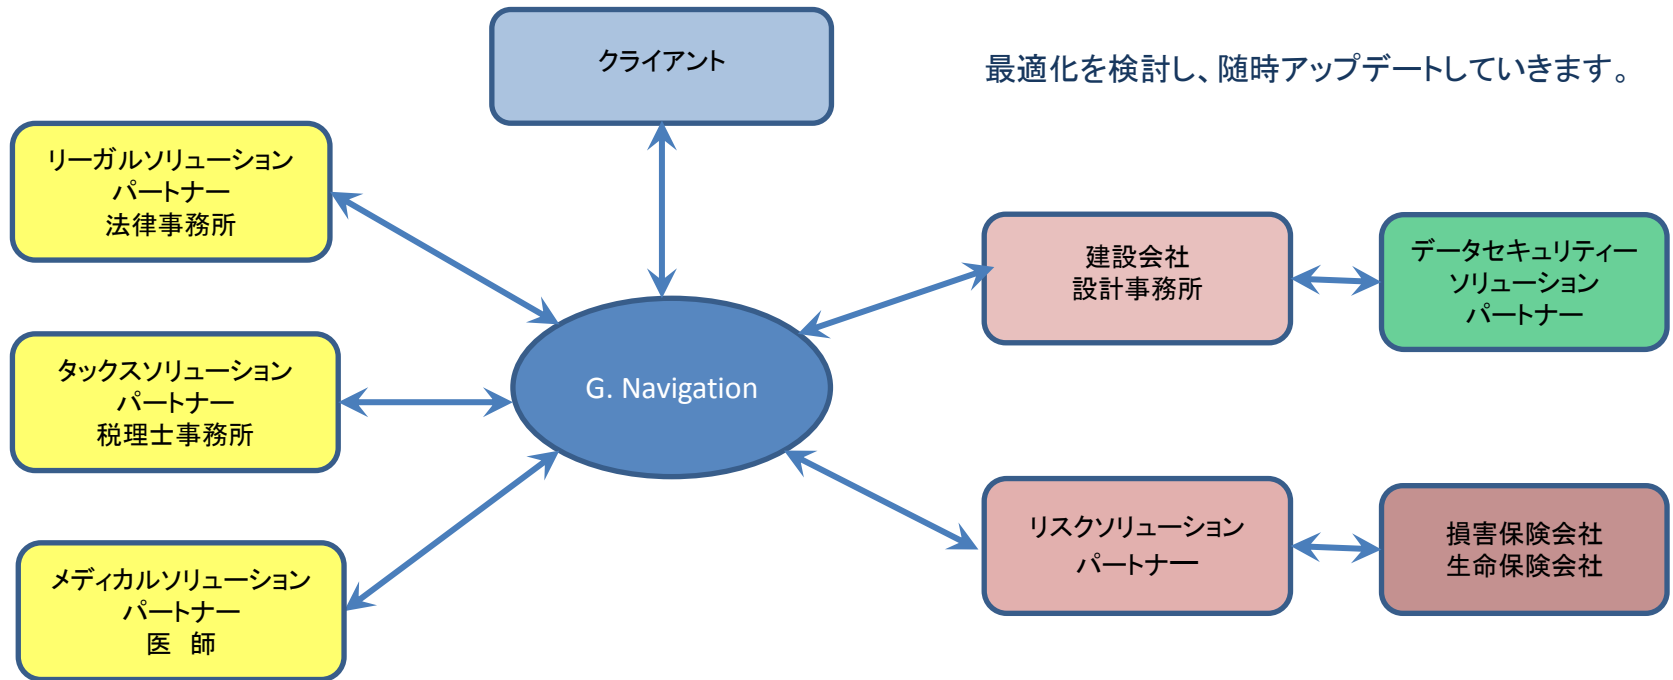 クライアント
最適化を検討し、随時アップデートしていきます。
リーガルソリューション
パートナー
法律事務所
タックスソリューション
パートナー
税理士事務所
メディカルソリューション
パートナー
医　師
G. Navigation
建設会社
設計事務所
データセキュリティー
ソリューション
パートナー
リスクソリューション
パートナー
損害保険会社
生命保険会社